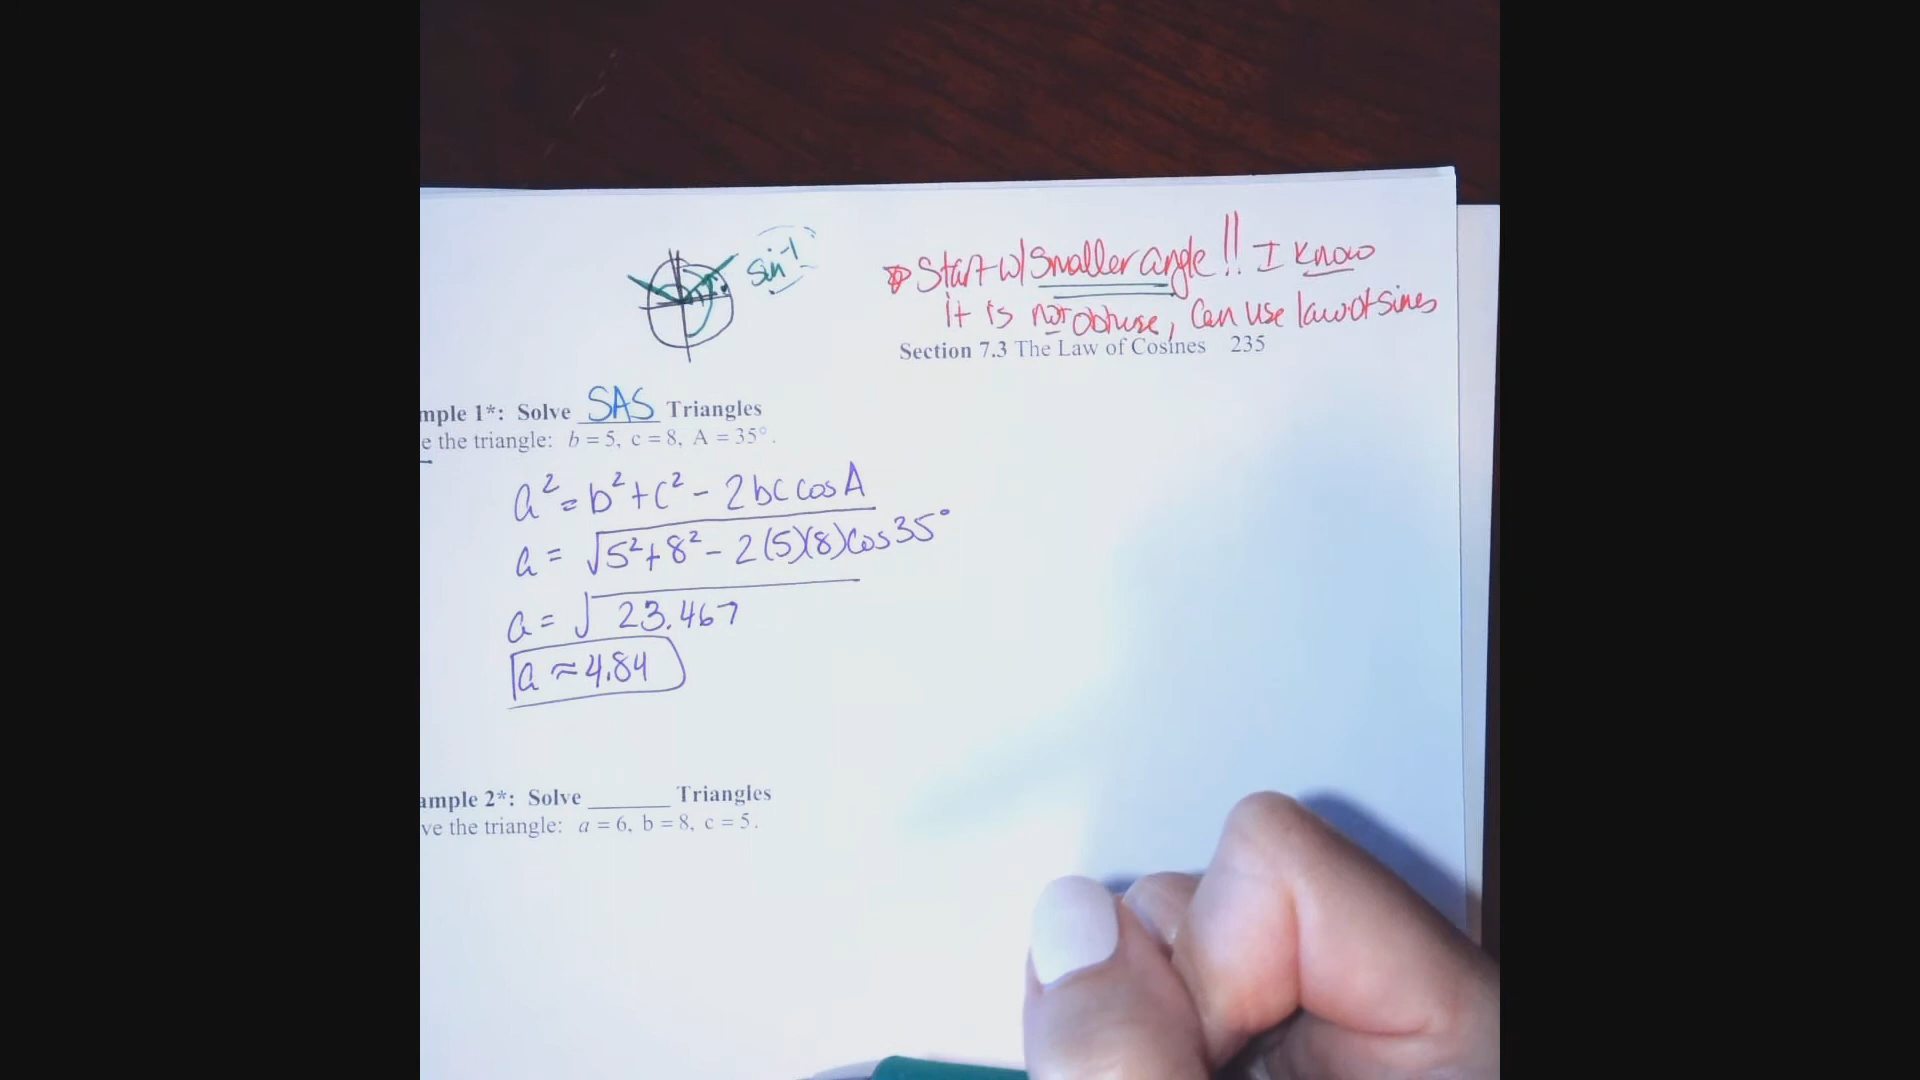 sin⁻¹
Start w/ smaller angle!! I know
it is not obtuse, can use law of sines
Section 7.3 The Law of Cosines 235
mple 1*: Solve SAS Triangles
e the triangle: b = 5, c = 8, A = 35°.
a² = b² + c² - 2bc cos A
a = √5² + 8² - 2(5)(8)cos 35°
a = √23.467
a ≈ 4.84
ample 2*: Solve ______ Triangles
ve the triangle: a = 6, b = 8, c = 5.